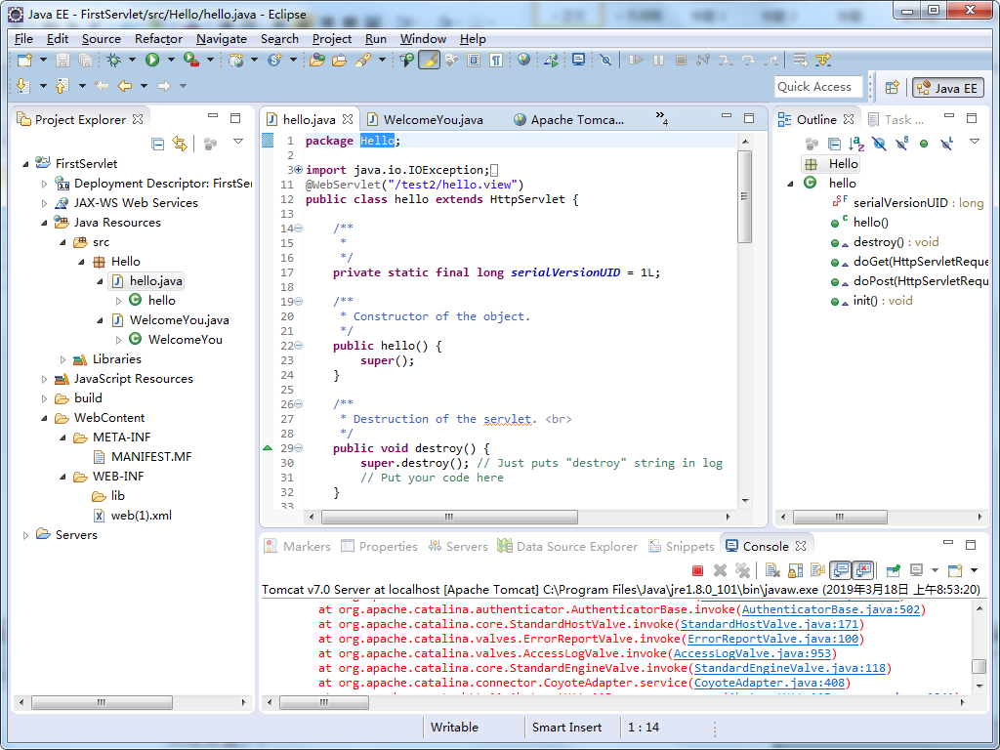 Java EE - FirstServlet/src/Hello/hello.java - Eclipse
File Edit Source Refactor Navigate Search Project Run Window Help
Quick Access
Java EE
Project Explorer
FirstServlet
Deployment Descriptor: FirstSer
JAX-WS Web Services
Java Resources
src
Hello
hello.java
hello
WelcomeYou.java
WelcomeYou
Libraries
JavaScript Resources
build
WebContent
META-INF
MANIFEST.MF
WEB-INF
lib
web(1).xml
Servers
hello.java WelcomeYou.java Apache Tomca... »4
1 package Hello;
2
3 import java.io.IOException;
11 @WebServlet("/test2/hello.view")
12 public class hello extends HttpServlet {
13
14 /**
15 *
16 */
17 private static final long serialVersionUID = 1L;
18
19 /**
20 * Constructor of the object.
21 */
22 public hello() {
23 super();
24 }
25
26 /**
27 * Destruction of the servlet. <br>
28 */
29 public void destroy() {
30 super.destroy(); // Just puts "destroy" string in log
31 // Put your code here
32 }
33
Outline Task ...
Hello
hello
serialVersionUID : long
hello()
destroy() : void
doGet(HttpServletReque
doPost(HttpServletRequ
init() : void
Markers Properties Servers Data Source Explorer Snippets Console
Tomcat v7.0 Server at localhost [Apache Tomcat] C:\Program Files\Java\jre1.8.0_101\bin\javaw.exe (2019年3月18日 上午8:53:20)
at org.apache.catalina.authenticator.AuthenticatorBase.invoke(AuthenticatorBase.java:502)
at org.apache.catalina.core.StandardHostValve.invoke(StandardHostValve.java:171)
at org.apache.catalina.valves.ErrorReportValve.invoke(ErrorReportValve.java:100)
at org.apache.catalina.valves.AccessLogValve.invoke(AccessLogValve.java:953)
at org.apache.catalina.core.StandardEngineValve.invoke(StandardEngineValve.java:118)
at org.apache.catalina.connector.CoyoteAdapter.service(CoyoteAdapter.java:408)
Writable Smart Insert 1 : 14